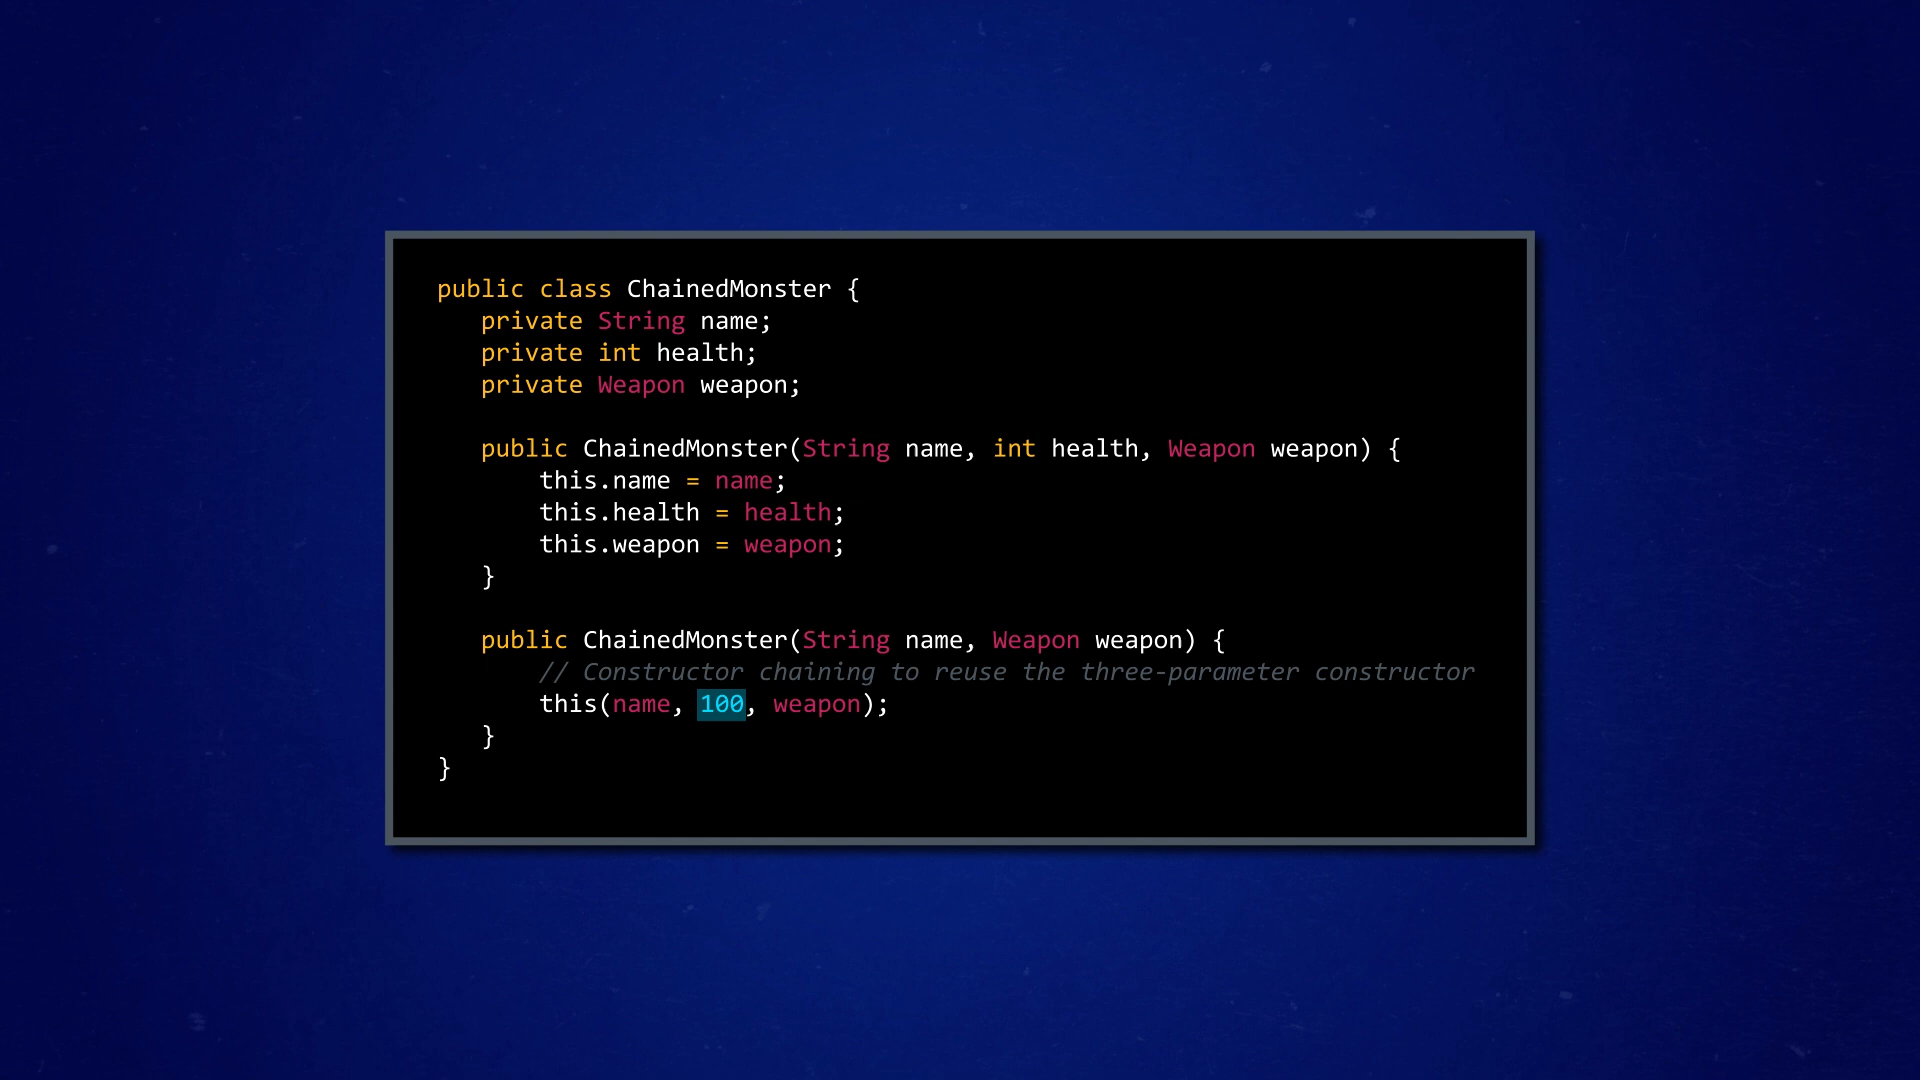 public class ChainedMonster {
private String name;
private int health;
private Weapon weapon;
public ChainedMonster(String name, int health, Weapon weapon) {
this.name = name;
this.health = health;
this.weapon = weapon;
}
public ChainedMonster(String name, Weapon weapon) {
// Constructor chaining to reuse the three-parameter constructor
this(name, 100, weapon);
}
}